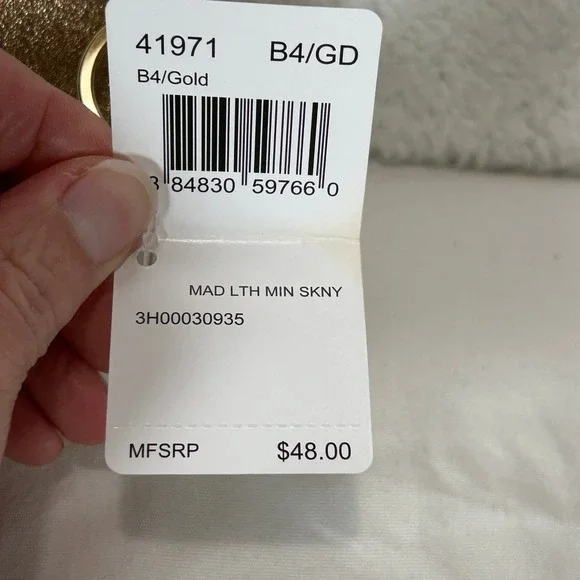 41971 B4/GD
B4/Gold
84830 59766 0
MAD LTH MIN SKNY
3H00030935
MFSRP $48.00